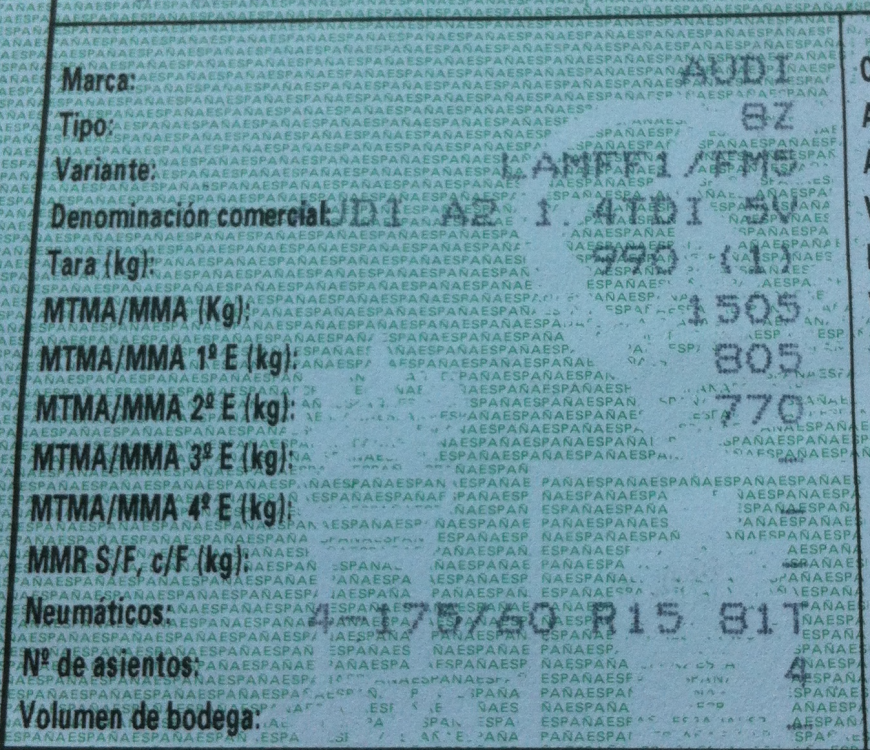 Marca: AUDI
Tipo: 8Z
Variante: LAMFF1/FM5
Denominación comercial: AUDI A2 1.4TDI 5V
Tara (kg): 990 (1)
MTMA/MMA (Kg): 1505
MTMA/MMA 1º E (kg): 805
MTMA/MMA 2º E (kg): 770
MTMA/MMA 3º E (kg): –
MTMA/MMA 4º E (kg): –
MMR S/F, c/F (kg): –
Neumáticos: 4-175/60 R15 81T
Nº de asientos: 4
Volumen de bodega: –